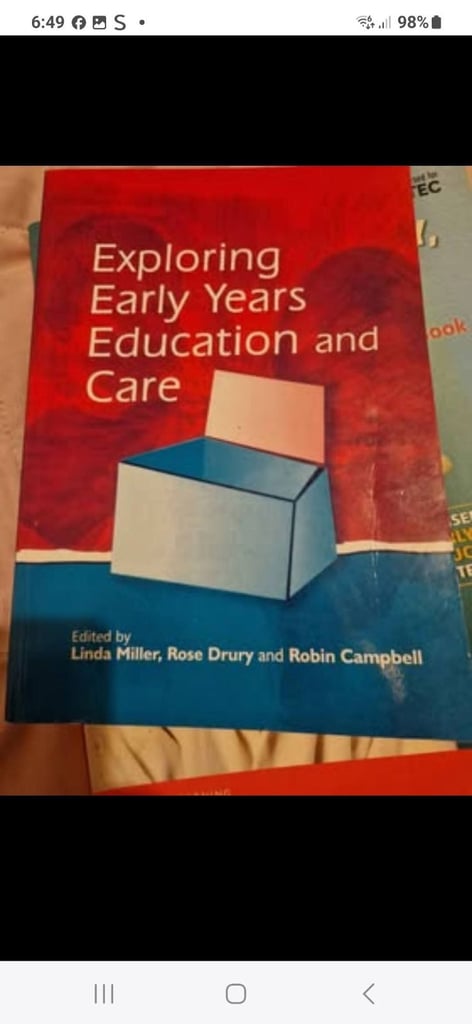 6:49 S 98%
Exploring
Early Years
Education and
Care
Edited by
Linda Miller, Rose Drury and Robin Campbell
TEC
ook